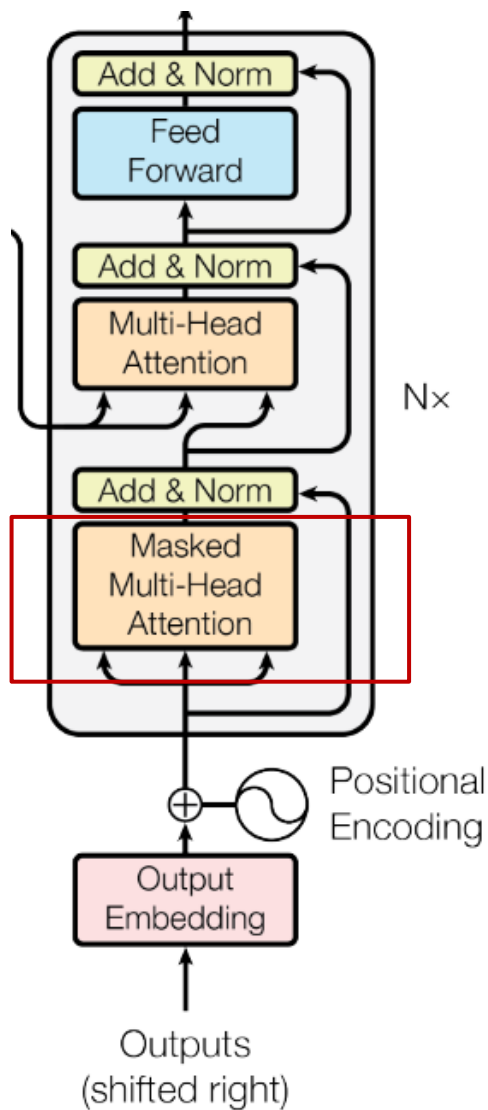 Add & Norm
Feed
Forward
Add & Norm
Multi-Head
Attention
N×
Add & Norm
Masked
Multi-Head
Attention
Positional
Encoding
Output
Embedding
Outputs
(shifted right)